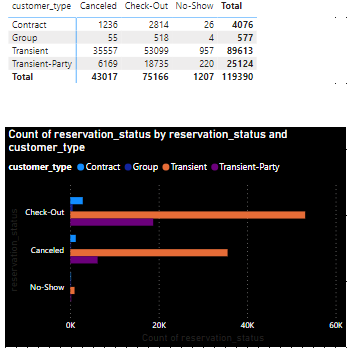 customer_type Canceled Check-Out No-Show Total
Contract 1236 2814 26 4076
Group 55 518 4 577
Transient 35557 53099 957 89613
Transient-Party 6169 18735 220 25124
Total 43017 75166 1207 119390
Count of reservation_status by reservation_status and
customer_type
customer_type Contract Group Transient Transient-Party
reservation_status
Check-Out
Canceled
No-Show
0K 20K 40K 60K
Count of reservation_status